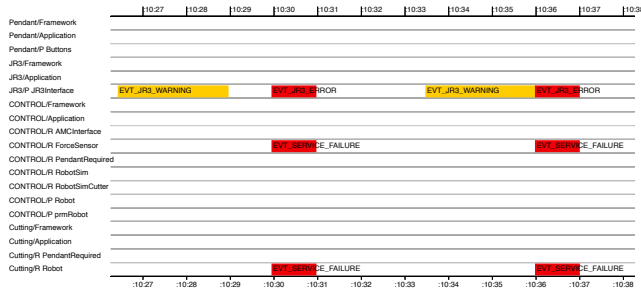 :10:27 :10:28 :10:29 :10:30 :10:31 :10:32 :10:33 :10:34 :10:35 :10:36 :10:37 :10:38
Pendant/Framework
Pendant/Application
Pendant/P Buttons
JR3/Framework
JR3/Application
JR3/P JR3Interface EVT_JR3_WARNING EVT_JR3_ERROR EVT_JR3_WARNING EVT_JR3_ERROR
CONTROL/Framework
CONTROL/Application
CONTROL/R AMCInterface
CONTROL/R ForceSensor EVT_SERVICE_FAILURE EVT_SERVICE_FAILURE
CONTROL/R PendantRequired
CONTROL/R RobotSim
CONTROL/R RobotSimCutter
CONTROL/P Robot
CONTROL/P prmRobot
Cutting/Framework
Cutting/Application
Cutting/R PendantRequired
Cutting/R Robot EVT_SERVICE_FAILURE EVT_SERVICE_FAILURE
:10:27 :10:28 :10:29 :10:30 :10:31 :10:32 :10:33 :10:34 :10:35 :10:36 :10:37 :10:38